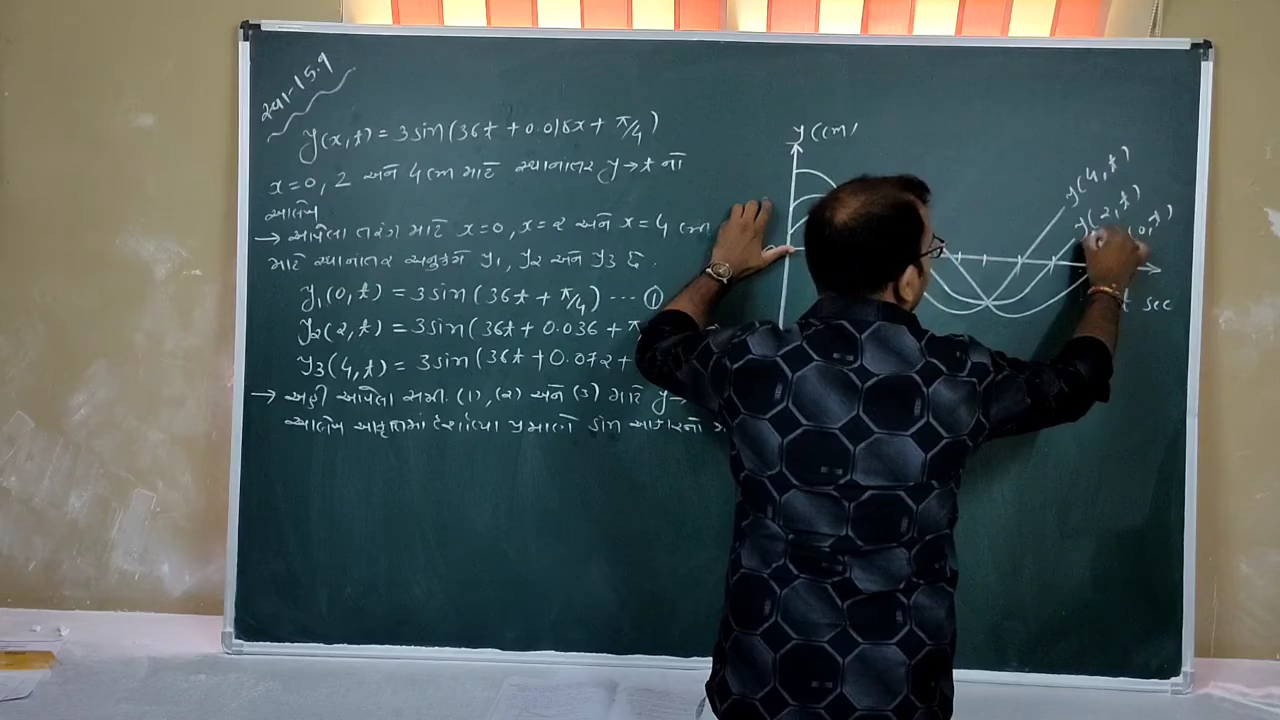 સ્વા-15.9
y(x,t) = 3sin(36t + 0.018x + π/4)
x=0, 2 અને 4cm માટે સ્થાનાંતર y→t નો
આલેખ
→ આપેલા તરંગ માટે x=0, x=2 અને x=4 cm
માટે સ્થાનાંતર અનુક્રમે y₁, y₂ અને y₃ છે.
y₁(0,t) = 3sin(36t + π/4) ... ①
y₂(2,t) = 3sin(36t + 0.036 +
y₃(4,t) = 3sin(36t + 0.072 +
→ અહીં આપેલા સમી. (1), (2) અને (3) માટે y
આલેખ આકૃતિમાં દર્શાવ્યા પ્રમાણે
y(cm)
y(4,t)
y(2,t)
0,t)
t sec